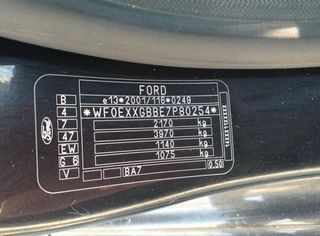 FORD
B e13*2001/116*0249
4 *WF0EXXGBBE7P80254*
7 2170 kg
47 3970 kg
EW 1140 kg
G 6 1075 kg
V BA7 0.50
Ford